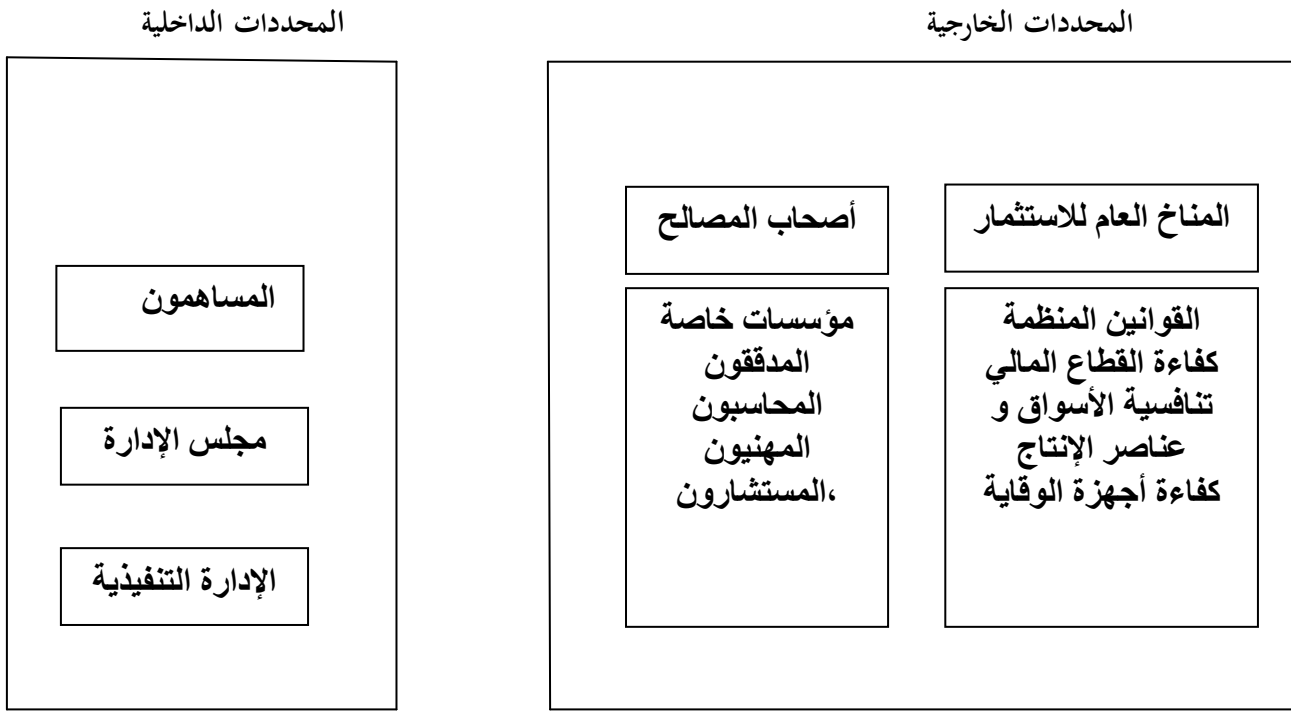 المحددات الخارجية
المحددات الداخلية
المناخ العام للاستثمار
القوانين المنظمة
كفاءة القطاع المالي
تنافسية الأسواق و
عناصر الإنتاج
كفاءة أجهزة الوقاية
أصحاب المصالح
مؤسسات خاصة
المدققون
المحاسبون
المهنيون
،المستشارون
المساهمون
مجلس الإدارة
الإدارة التنفيذية